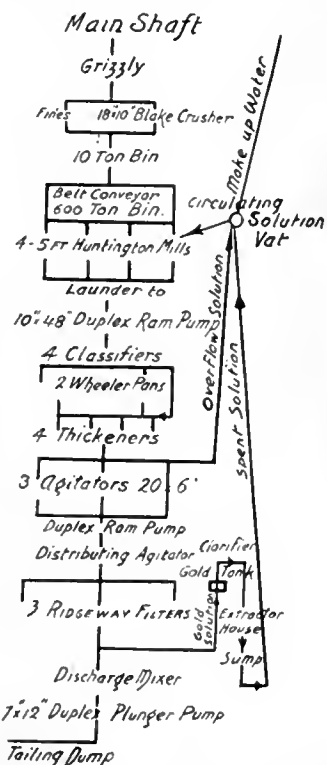 Main Shaft
Grizzly
Fines 18"x10" Blake Crusher
10 Ton Bin
Belt Conveyor
600 Ton Bin.
4-5 FT Huntington Mills
Launder to
10"x48" Duplex Ram Pump
4 Classifiers
2 Wheeler Pans
4 Thickeners
3 Agitators 20 6'
Duplex Ram Pump
Distributing Agitator
3 RIDGEWAY FILTERS
Discharge Mixer
7"x12" Duplex Plunger Pump
Tailing Dump
Make up Water
Circulating
Solution
Vat
Overflow Solution
Spent Solution
Clarifier
Gold Tank
Gold Solution
Extractor
House
Sump